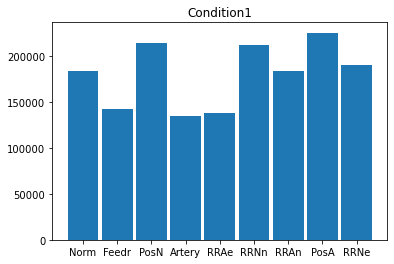 Condition1
200000
150000
100000
50000
0
Norm Feedr PosN Artery RRAe RRNn RRAn PosA RRNe